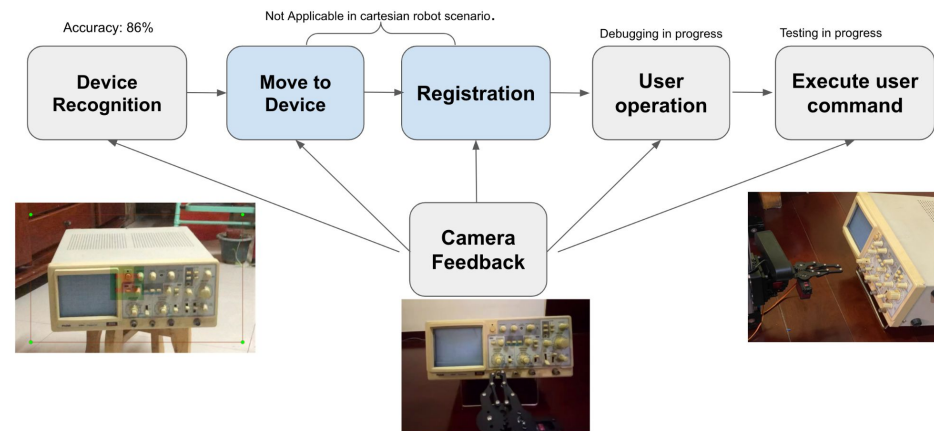 Not Applicable in cartesian robot scenario.
Accuracy: 86%
Debugging in progress
Testing in progress
Device
Recognition
Move to
Device
Registration
User
operation
Execute user
command
Camera
Feedback